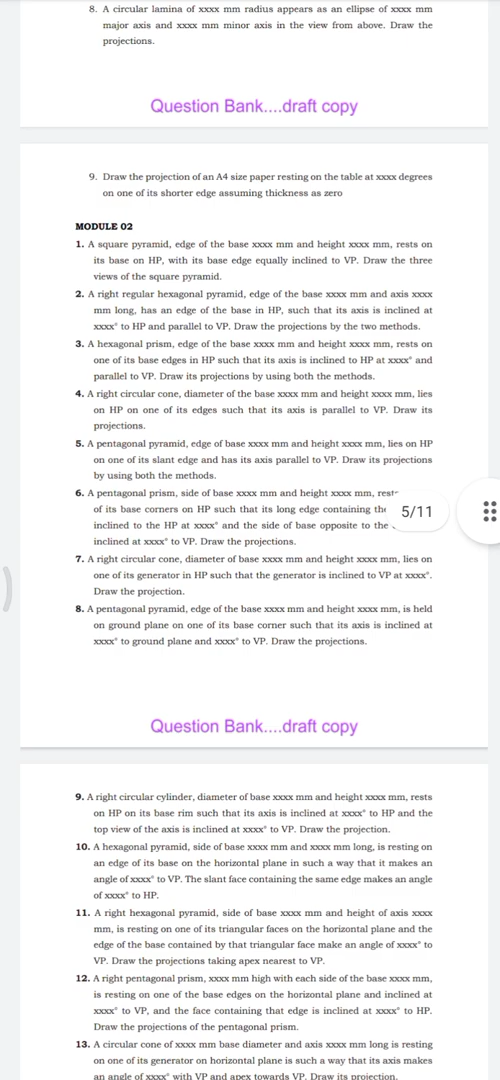 8. A circular lamina of xxxx mm radius appears as an ellipse of xxxx mm
major axis and xxxx mm minor axis in the view from above. Draw the
projections.
Question Bank....draft copy
9. Draw the projection of an A4 size paper resting on the table at xxxx degrees
on one of its shorter edge assuming thickness as zero
MODULE 02
1. A square pyramid, edge of the base xxxx mm and height xxxx mm, rests on
its base on HP, with its base edge equally inclined to VP. Draw the three
views of the square pyramid.
2. A right regular hexagonal pyramid, edge of the base xxxx mm and axis xxxx
mm long, has an edge of the base in HP, such that its axis is inclined at
xxxx° to HP and parallel to VP. Draw the projections by the two methods.
3. A hexagonal prism, edge of the base xxxx mm and height xxxx mm, rests on
one of its base edges in HP such that its axis is inclined to HP at xxxx° and
parallel to VP. Draw its projections by using both the methods.
4. A right circular cone, diameter of the base xxxx mm and height xxxx mm, lies
on HP on one of its edges such that its axis is parallel to VP. Draw its
projections.
5. A pentagonal pyramid, edge of base xxxx mm and height xxxx mm, lies on HP
on one of its slant edge and has its axis parallel to VP. Draw its projections
by using both the methods.
6. A pentagonal prism, side of base xxxx mm and height xxxx mm,
of its base corners on HP such that its long edge containing
5/11
inclined to the HP at xxxx° and the side of base opposite to the
inclined at xxxx° to VP. Draw the projections.
7. A right circular cone, diameter of base xxxx mm and height xxxx mm, lies on
one of its generator in HP such that the generator is inclined to VP at xxxx°.
Draw the projection.
8. A pentagonal pyramid, edge of the base xxxx mm and height xxxx mm, is held
on ground plane on one of its base corner such that its axis is inclined at
xxxx° to ground plane and xxxx° to VP. Draw the projections.
Question Bank....draft copy
9. A right circular cylinder, diameter of base xxxx mm and height xxxx mm, rests
on HP on its base rim such that its axis is inclined at xxxx° to HP and the
top view of the axis is inclined at xxxx° to VP. Draw the projection.
10. A hexagonal pyramid, side of base xxxx mm and xxxx mm long, is resting on
an edge of its base on the horizontal plane in such a way that it makes an
angle of xxxx° to VP. The slant face containing the same edge makes an angle
of xxxx° to HP.
11. A right hexagonal pyramid, side of base xxxx mm and height of axis xxxx
mm, is resting on one of its triangular faces on the horizontal plane and the
edge of the base contained by that triangular face make an angle of xxxx° to
VP. Draw the projections taking apex nearest to VP.
12. A right pentagonal prism, xxxx mm high with each side of the base xxxx mm,
is resting on one of the base edges on the horizontal plane and inclined at
xxxx° to VP, and the face containing that edge is inclined at xxxx° to HP.
Draw the projections of the pentagonal prism.
13. A circular cone of xxxx mm base diameter and axis xxxx mm long is resting
on one of its generator on horizontal plane is such a way that its axis makes
an angle of xxxx° with VP and apex towards VP. Draw its projection.